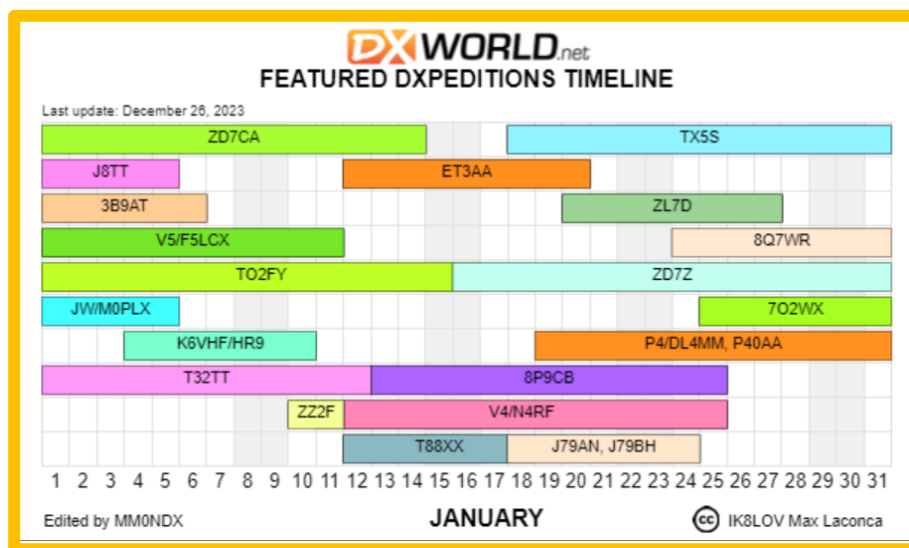 DX WORLD.net
FEATURED DXPEDITIONS TIMELINE
Last update: December 26, 2023
ZD7CA TX5S
J8TT ET3AA
3B9AT ZL7D
V5/F5LCX 8Q7WR
TO2FY ZD7Z
JW/M0PLX 7O2WX
K6VHF/HR9 P4/DL4MM, P40AA
T32TT 8P9CB
ZZ2F V4/N4RF
T88XX J79AN, J79BH
1 2 3 4 5 6 7 8 9 10 11 12 13 14 15 16 17 18 19 20 21 22 23 24 25 26 27 28 29 30 31
Edited by MM0NDX JANUARY cc IK8LOV Max Laconca